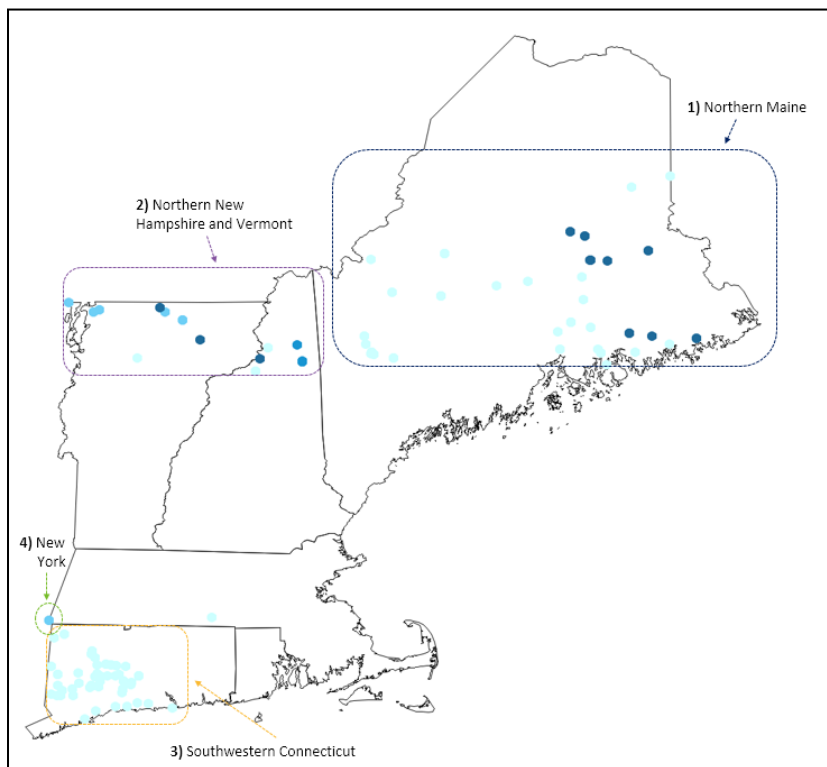 1) Northern Maine
2) Northern New
Hampshire and Vermont
4) New
York
3) Southwestern Connecticut